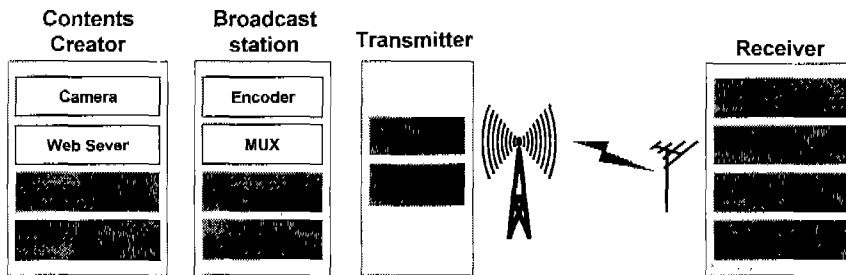 Contents
Creator
Broadcast
station
Transmitter
Receiver
Camera
Encoder
Web Sever
MUX